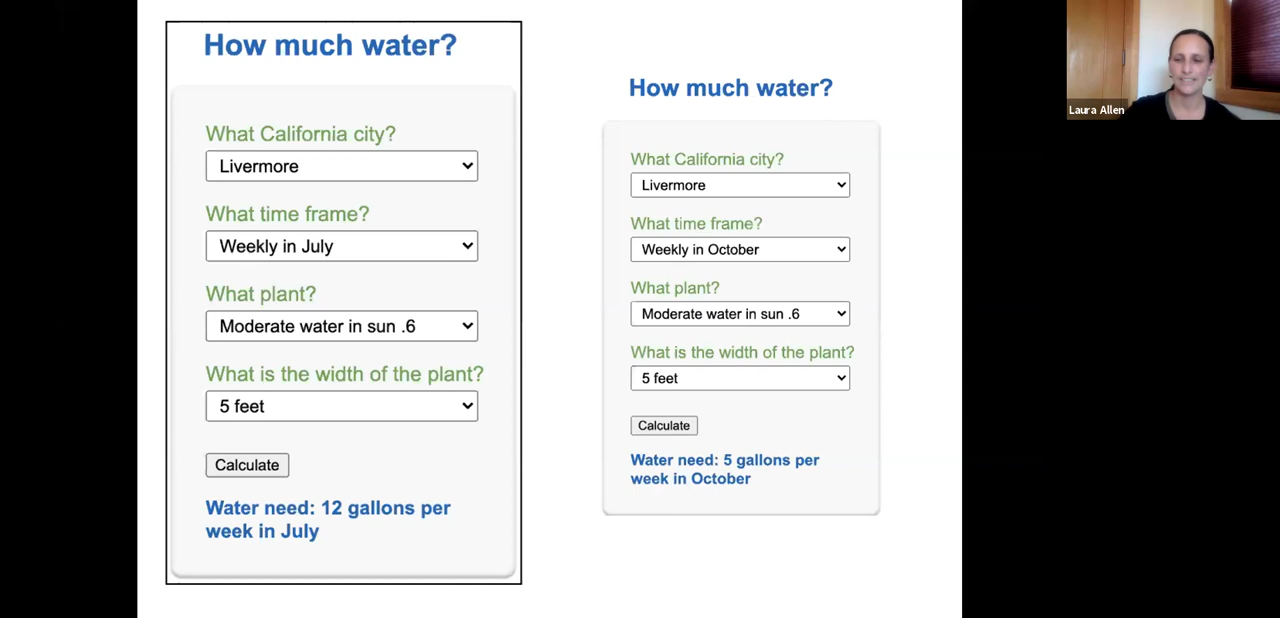 How much water?
What California city?
Livermore
What time frame?
Weekly in July
What plant?
Moderate water in sun .6
What is the width of the plant?
5 feet
Calculate
Water need: 12 gallons per
week in July
How much water?
What California city?
Livermore
What time frame?
Weekly in October
What plant?
Moderate water in sun .6
What is the width of the plant?
5 feet
Calculate
Water need: 5 gallons per
week in October
Laura Allen